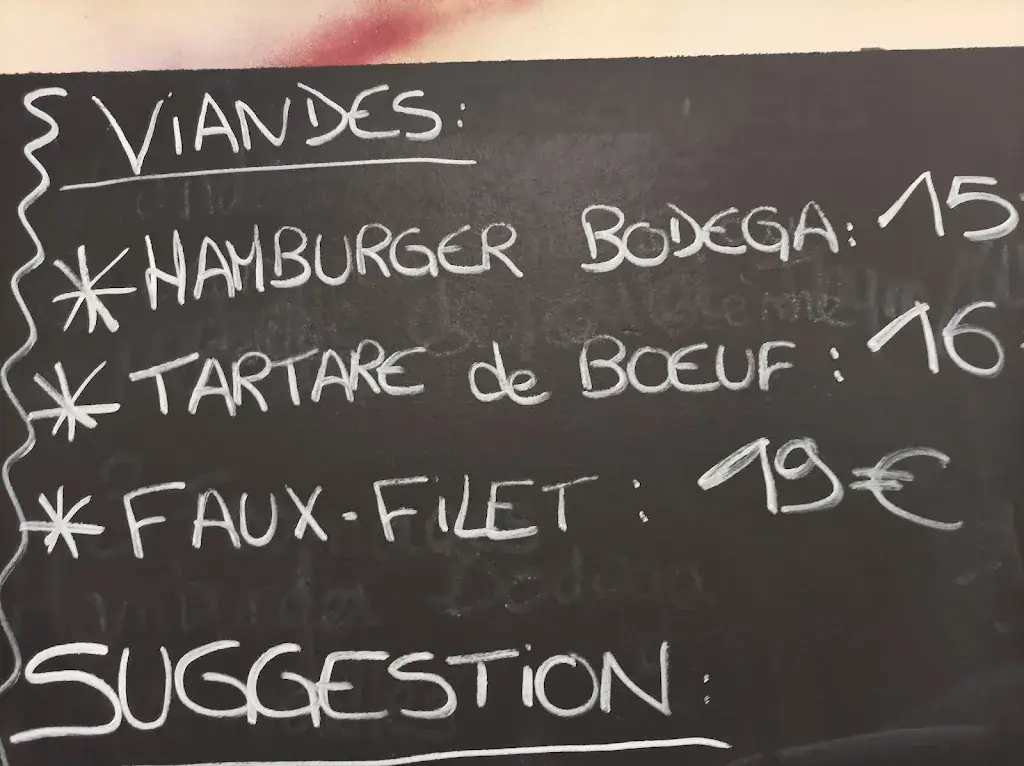 ViANDES:
* HAMBURGER BODEGA: 15
* TARTARE de BOEUF: 16
* FAUX-FiLET: 19€
SUGGESTiON: